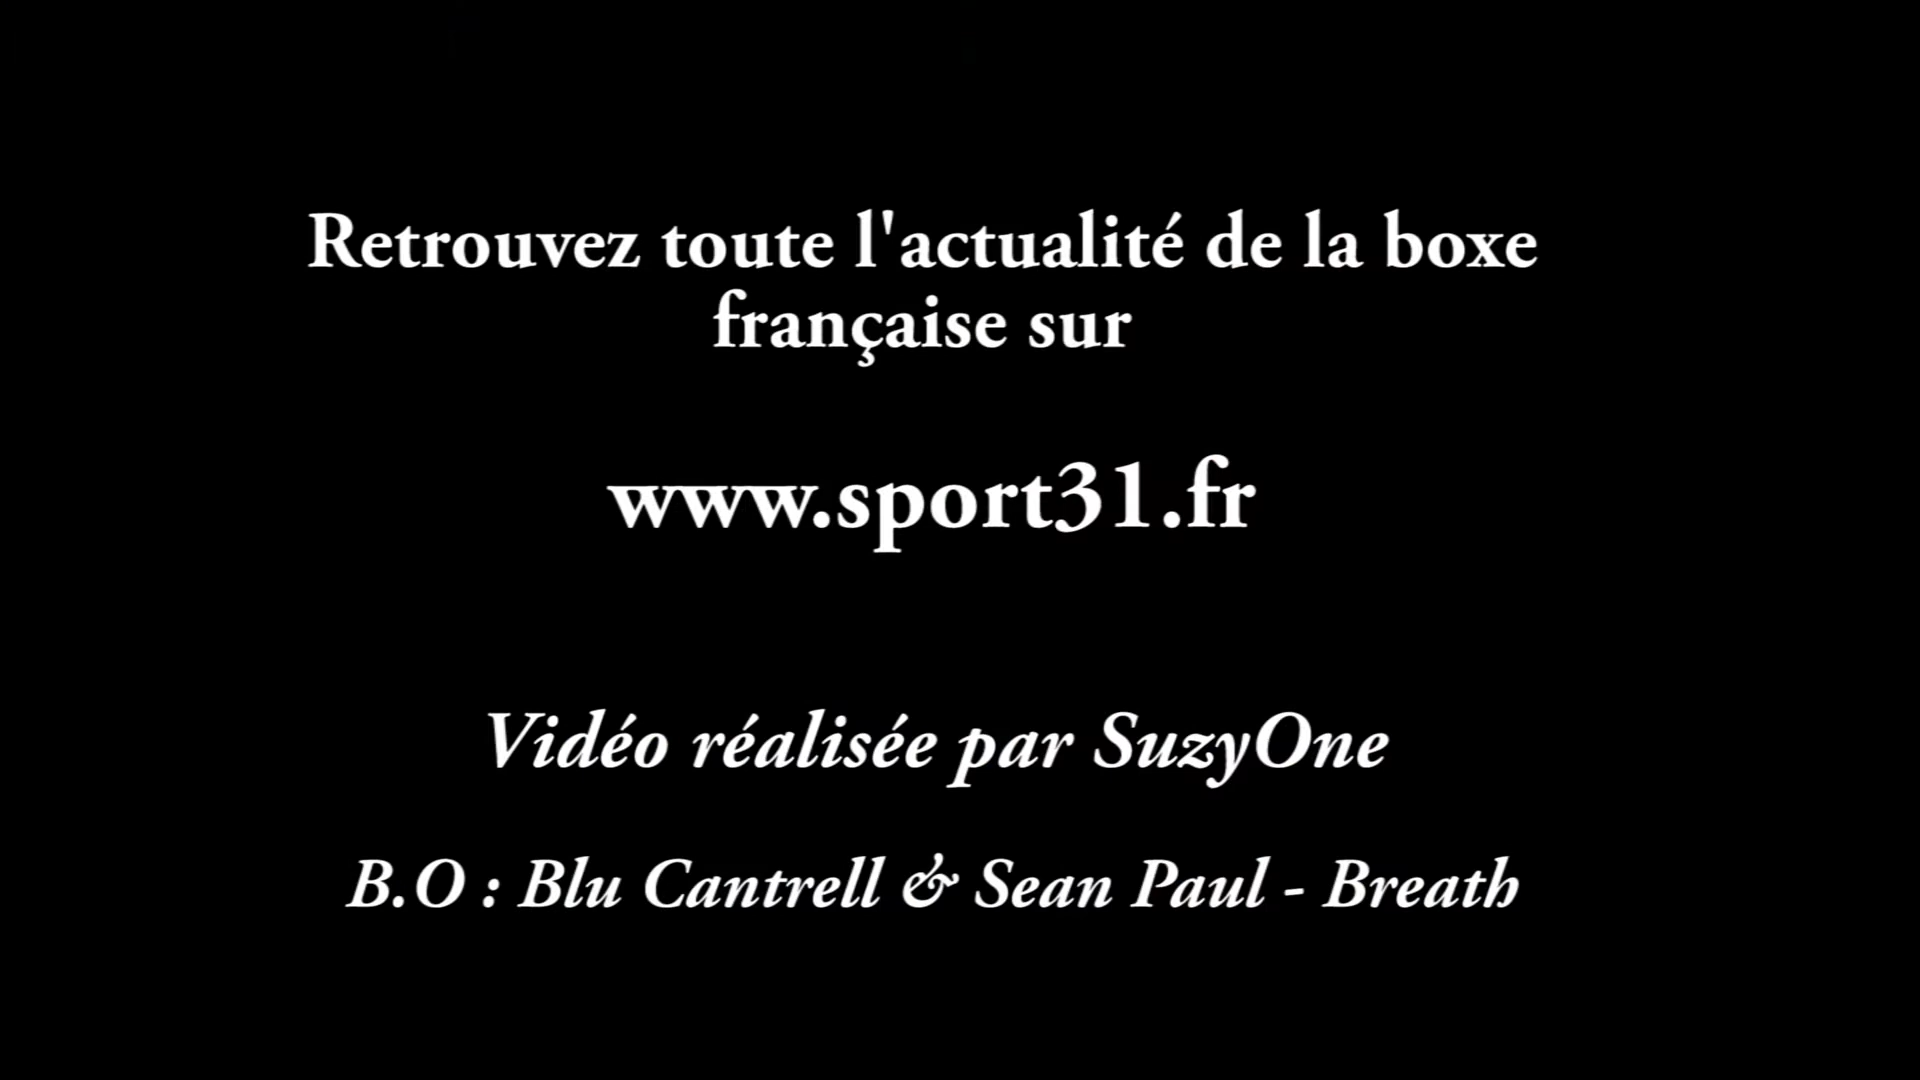 Retrouvez toute l'actualité de la boxe
française sur
www.sport31.fr
Vidéo réalisée par SuzyOne
B.O : Blu Cantrell & Sean Paul - Breath